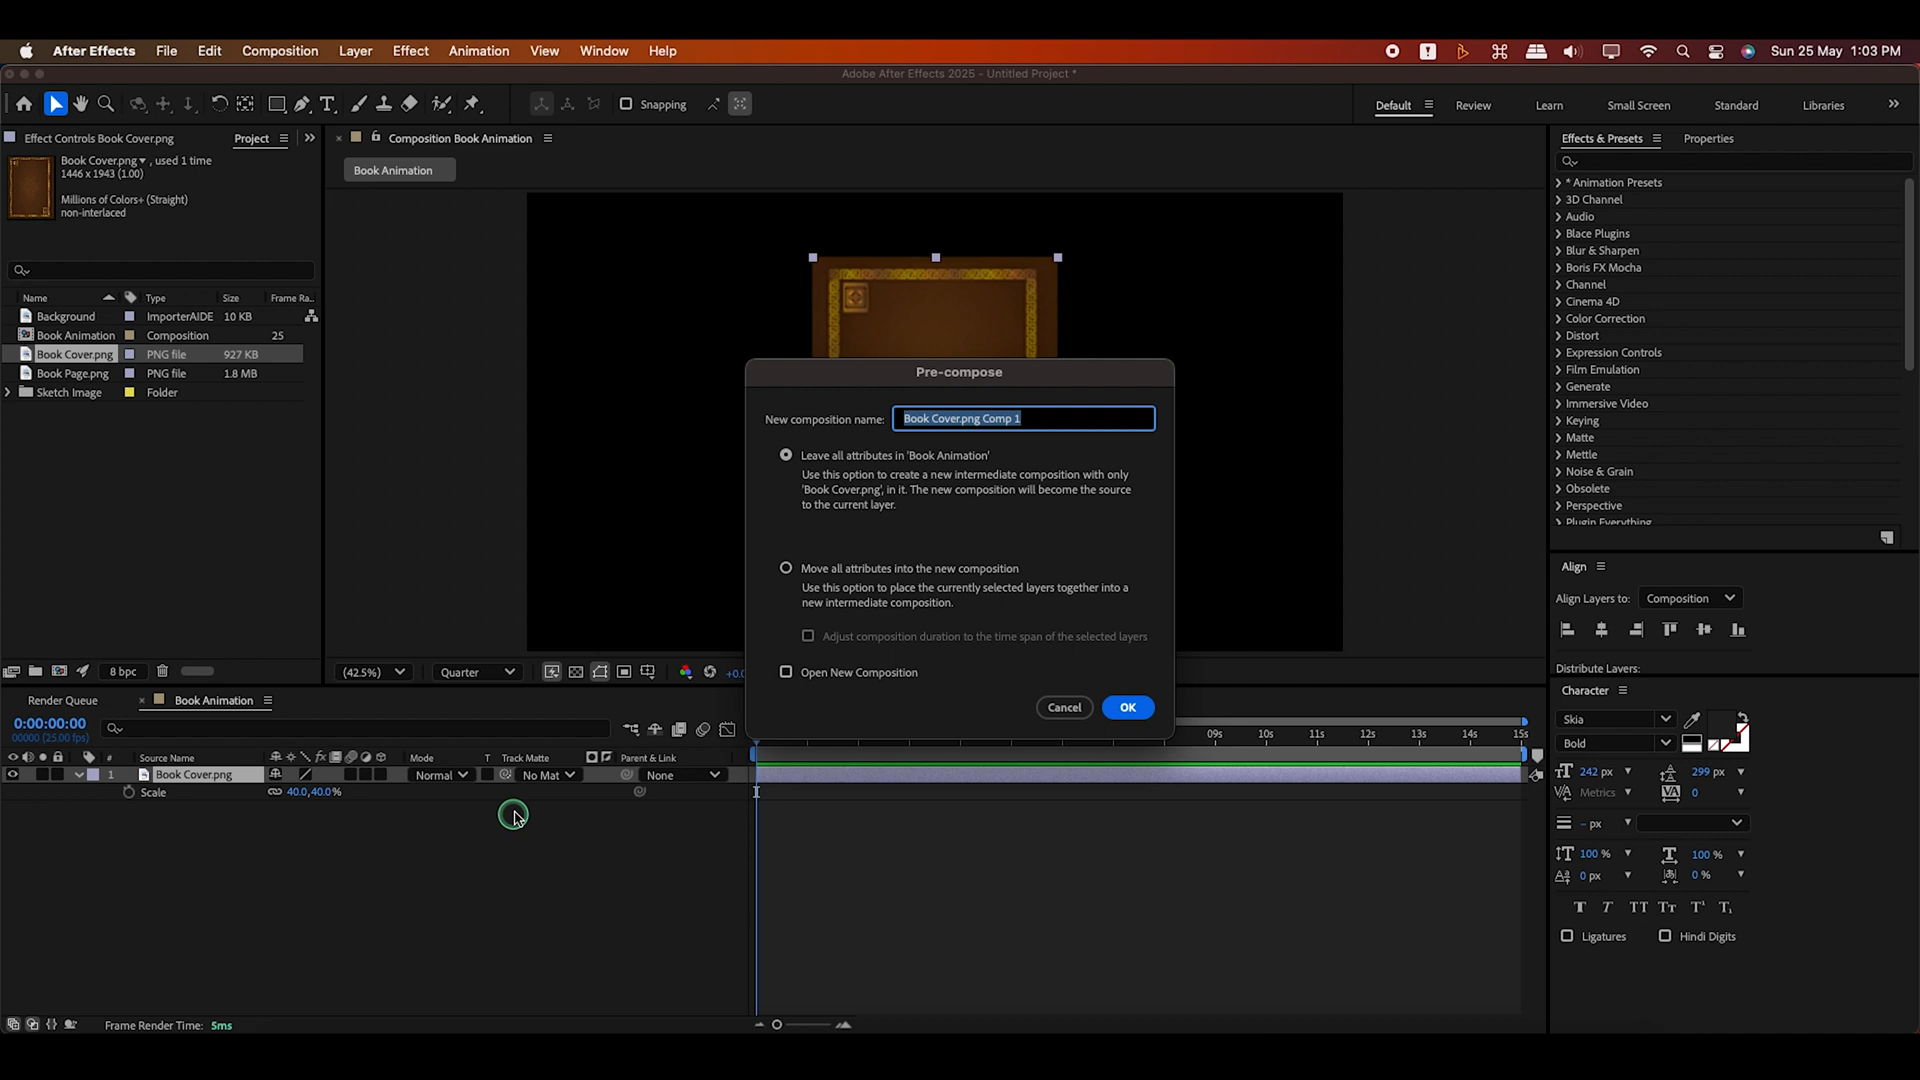 After Effects File Edit Composition Layer Effect Animation View Window Help Sun 25 May 1:03 PM
Adobe After Effects 2025 - Untitled Project *
Snapping Default Review Learn Small Screen Standard Libraries
Effect Controls Book Cover.png Project
Composition Book Animation
Effects & Presets Properties
Book Cover.png , used 1 time
1446 x 1943 (1.00)
Millions of Colors+ (Straight)
non-interlaced
Book Animation
Name Type Size Frame Ra..
Background ImporterAIDE 10 KB
Book Animation Composition 25
Book Cover.png PNG file 927 KB
Book Page.png PNG file 1.8 MB
Sketch Image Folder
8 bpc
(42.5%) Quarter +0.0
* Animation Presets
3D Channel
Audio
Blace Plugins
Blur & Sharpen
Boris FX Mocha
Channel
Cinema 4D
Color Correction
Distort
Expression Controls
Film Emulation
Generate
Immersive Video
Keying
Matte
Mettle
Noise & Grain
Obsolete
Perspective
Plugin Everything
Pre-compose
New composition name: Book Cover.png Comp 1
Leave all attributes in 'Book Animation'
Use this option to create a new intermediate composition with only
'Book Cover.png', in it. The new composition will become the source
to the current layer.
Move all attributes into the new composition
Use this option to place the currently selected layers together into a
new intermediate composition.
Adjust composition duration to the time span of the selected layers
Open New Composition
Cancel OK
Align
Align Layers to: Composition
Distribute Layers:
Character
Skia
Bold
242 px 299 px
Metrics 0
– px
100 % 100 %
0 px 0 %
T T TT Tt T¹ T₁
Ligatures Hindi Digits
Render Queue Book Animation
0:00:00:00
00000 (25.00 fps)
# Source Name fx Mode T Track Matte Parent & Link
1 Book Cover.png Normal No Mat None
Scale 40.0,40.0%
09s 10s 11s 12s 13s 14s 15s
Frame Render Time: 5ms